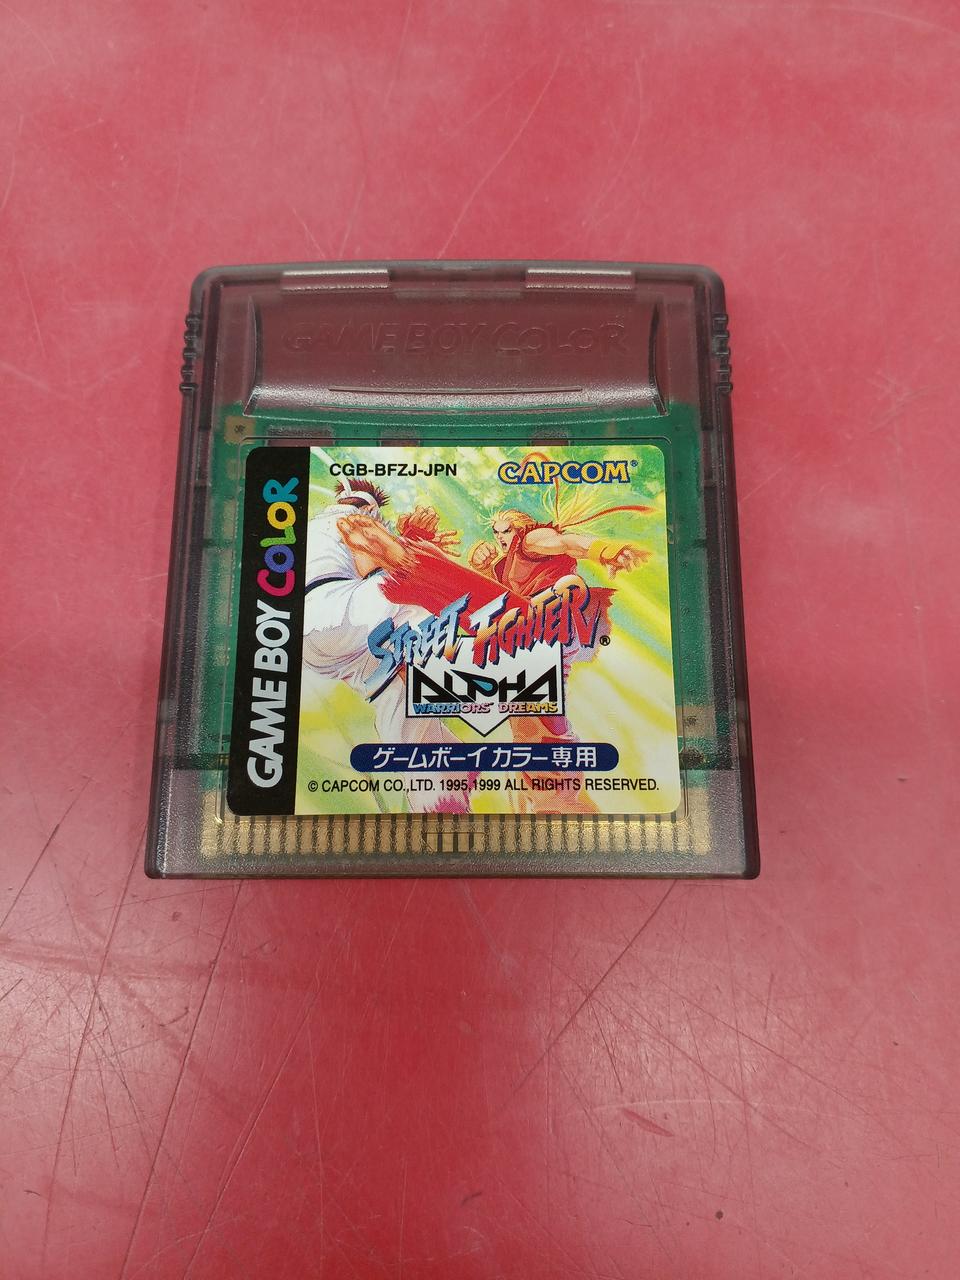 GAME BOY COLOR
CGB-BFZJ-JPN
CAPCOM®
GAME BOY COLOR
STREET FIGHTER®
ALPHA
WARRIORS' DREAMS
ゲームボーイ カラー専用
© CAPCOM CO.,LTD. 1995,1999 ALL RIGHTS RESERVED.